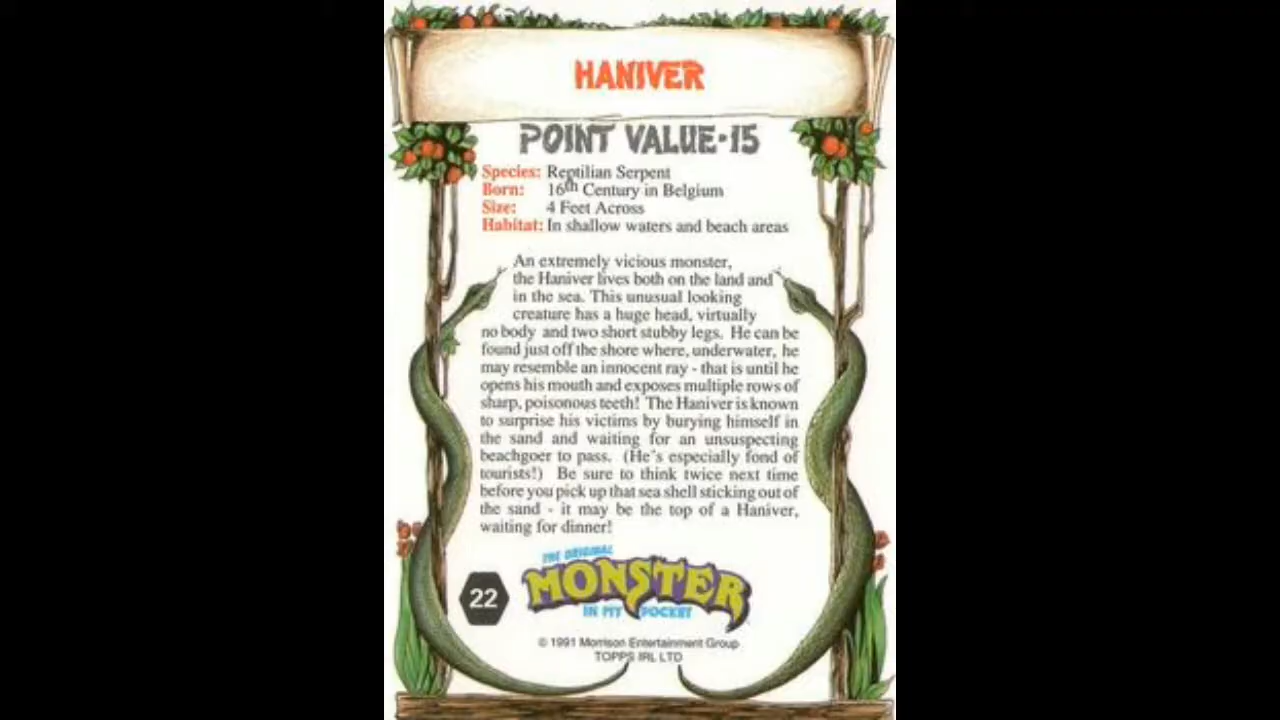 HANIVER
POINT VALUE-15
Species: Reptilian Serpent
Born: 16th Century in Belgium
Size: 4 Feet Across
Habitat: In shallow waters and beach areas
An extremely vicious monster,
the Haniver lives both on the land and
in the sea. This unusual looking
creature has a huge head, virtually
no body and two short stubby legs. He can be
found just off the shore where, underwater, he
may resemble an innocent ray - that is until he
opens his mouth and exposes multiple rows of
sharp, poisonous teeth! The Haniver is known
to surprise his victims by burying himself in
the sand and waiting for an unsuspecting
beachgoer to pass. (He's especially fond of
tourists!) Be sure to think twice next time
before you pick up that sea shell sticking out of
the sand - it may be the top of a Haniver,
waiting for dinner!
THE ORIGINAL
MONSTER
IN MY POCKET
22
© 1991 Morrison Entertainment Group
TOPPS IRL LTD